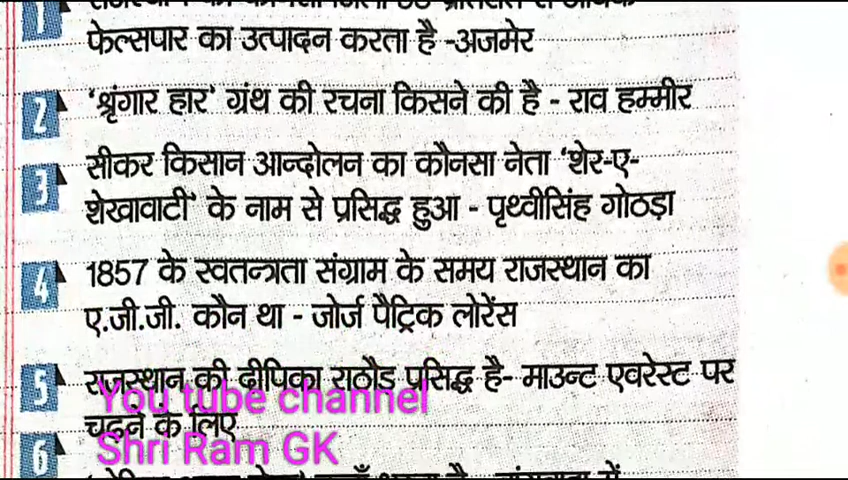 1
फेल्सपार का उत्पादन करता है -अजमेर
2 'श्रृंगार हार' ग्रंथ की रचना किसने की है - राव हम्मीर
3 सीकर किसान आन्दोलन का कौनसा नेता 'शेर-ए-
शेखावाटी' के नाम से प्रसिद्ध हुआ - पृथ्वीसिंह गोठड़ा
4 1857 के स्वतन्त्रता संग्राम के समय राजस्थान का
ए.जी.जी. कौन था - जोर्ज पैट्रिक लोरेंस
5 राजस्थान की दीपिका राठौड़ प्रसिद्ध है- माउन्ट एवरेस्ट पर
You tube channel
चढ़ने के लिए
Shri Ram GK
6